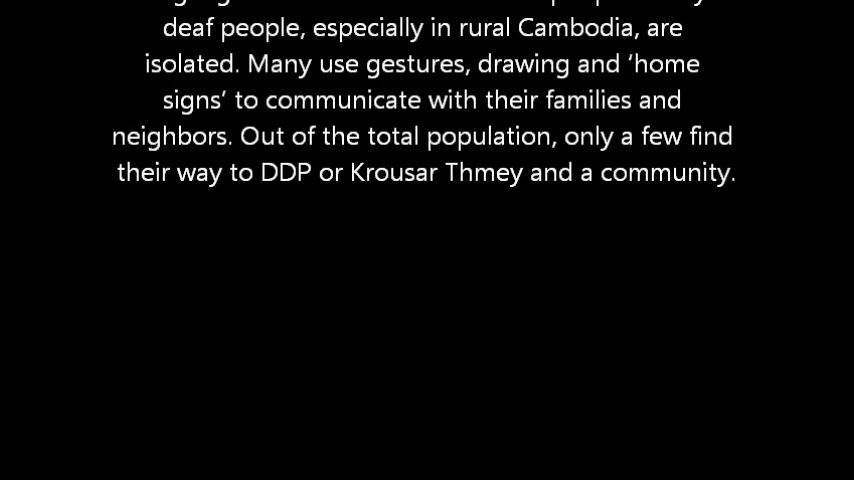 deaf people, especially in rural Cambodia, are
isolated. Many use gestures, drawing and ‘home
signs’ to communicate with their families and
neighbors. Out of the total population, only a few find
their way to DDP or Krousar Thmey and a community.